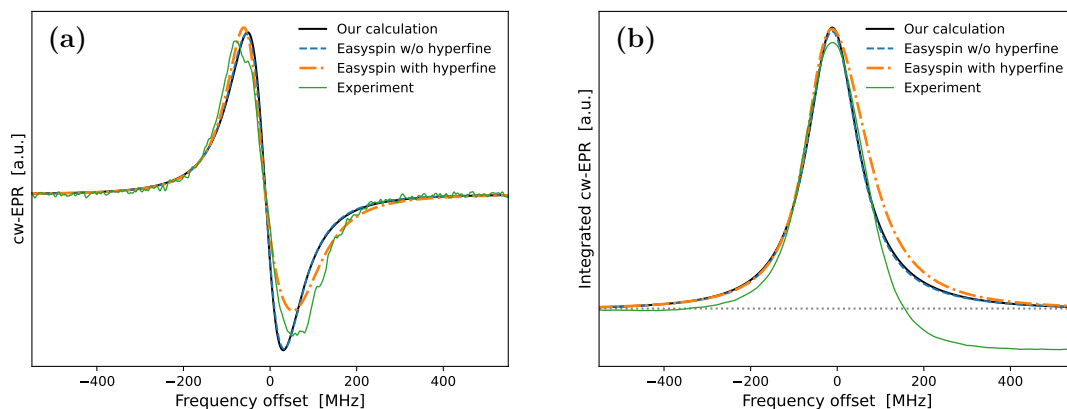 (a)
Our calculation
Easyspin w/o hyperfine
Easyspin with hyperfine
Experiment
cw-EPR [a.u.]
−400 −200 0 200 400
Frequency offset [MHz]
(b)
Our calculation
Easyspin w/o hyperfine
Easyspin with hyperfine
Experiment
Integrated cw-EPR [a.u.]
−400 −200 0 200 400
Frequency offset [MHz]